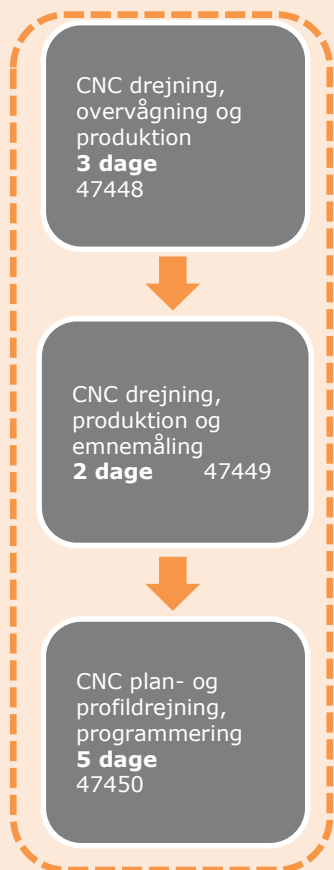 CNC drejning,
overvågning og
produktion
3 dage
47448
CNC drejning,
produktion og
emnemåling
2 dage 47449
CNC plan- og
profildrejning,
programmering
5 dage
47450